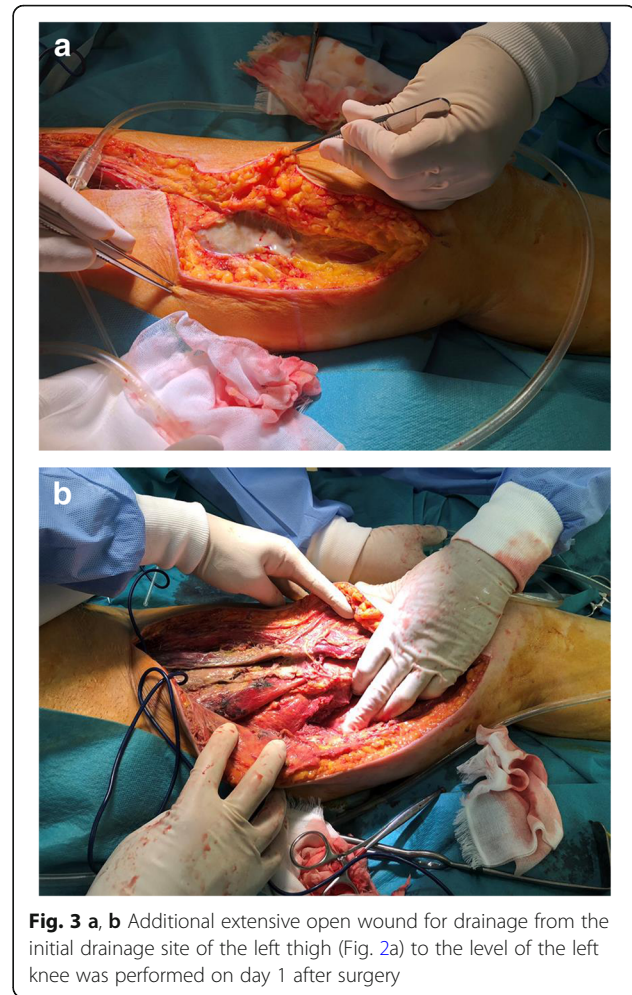 a
b
Fig. 3 a, b Additional extensive open wound for drainage from the
initial drainage site of the left thigh (Fig. 2a) to the level of the left
knee was performed on day 1 after surgery